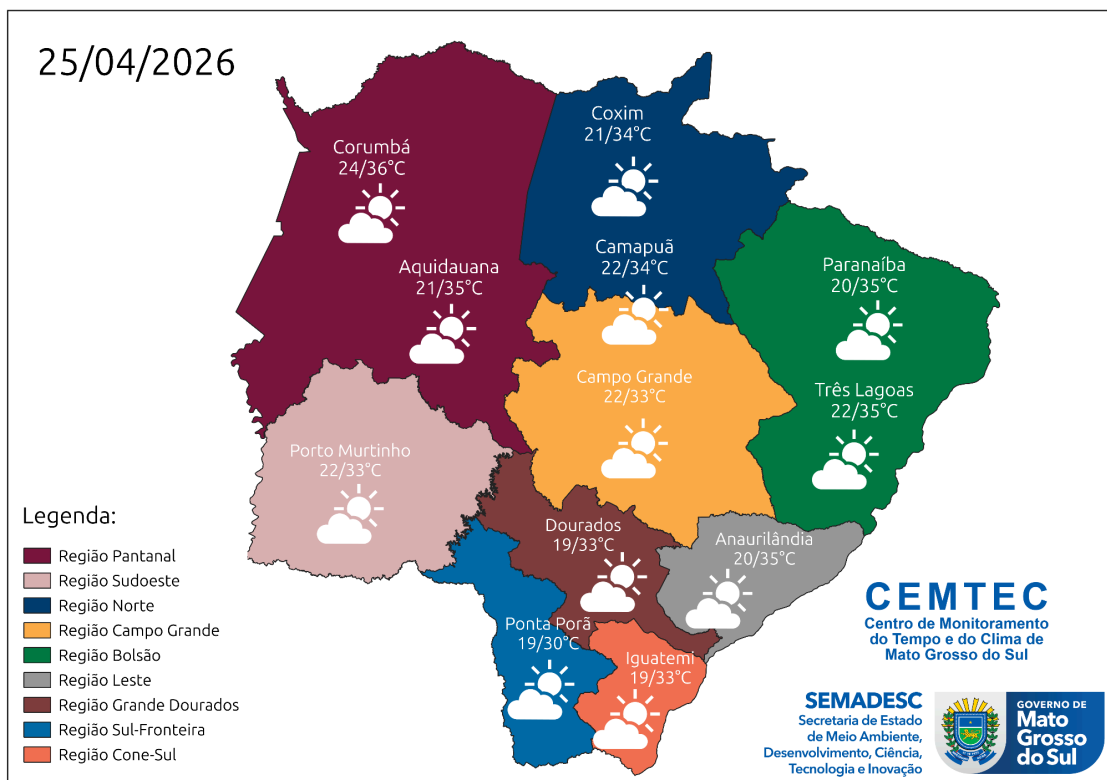 25/04/2026
Coxim
21/34°C
Corumbá
24/36°C
Camapuã
22/34°C
Aquidauana
21/35°C
Paranaíba
20/35°C
Campo Grande
22/33°C
Três Lagoas
22/35°C
Porto Murtinho
22/33°C
Dourados
19/33°C
Anaurilândia
20/35°C
Ponta Porã
19/30°C
Iguatemi
19/33°C
Legenda:
Região Pantanal
Região Sudoeste
Região Norte
Região Campo Grande
Região Bolsão
Região Leste
Região Grande Dourados
Região Sul-Fronteira
Região Cone-Sul
CEMTEC
Centro de Monitoramento
do Tempo e do Clima de
Mato Grosso do Sul
SEMADESC
Secretaria de Estado
de Meio Ambiente,
Desenvolvimento, Ciência,
Tecnologia e Inovação
GOVERNO DE
Mato
Grosso
do Sul